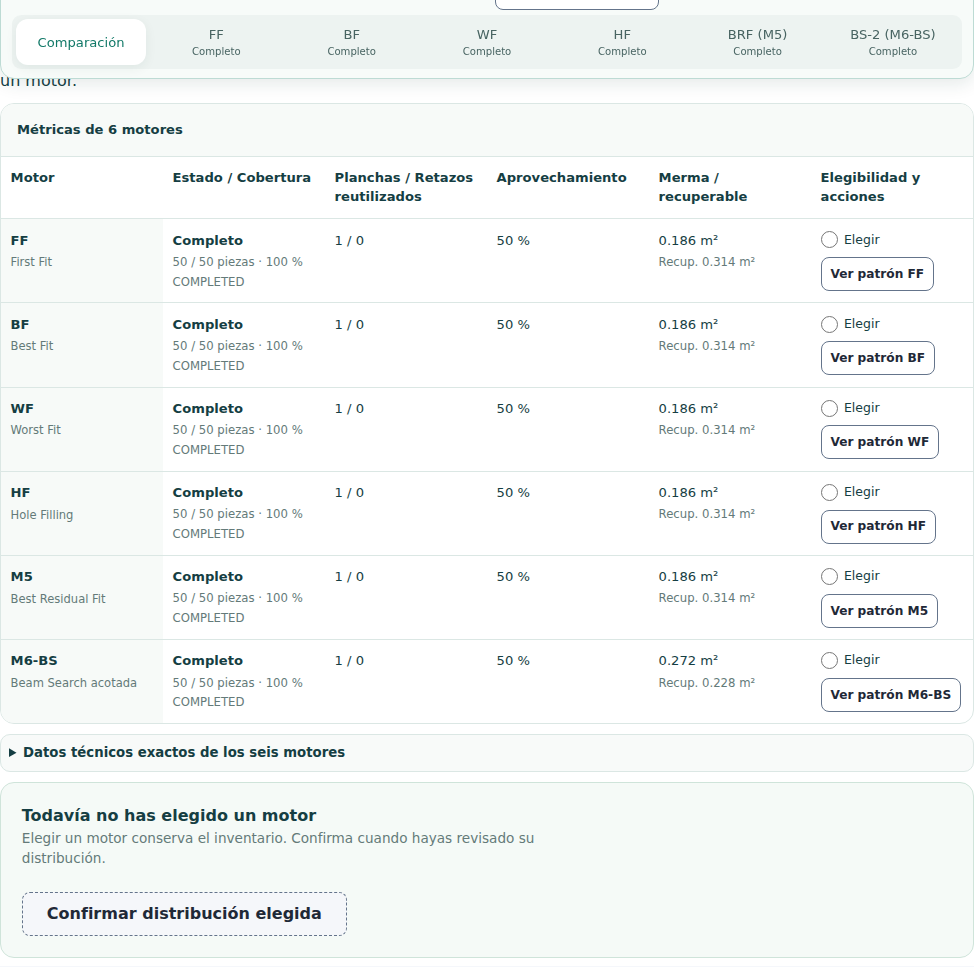 Comparación
FF
Completo
BF
Completo
WF
Completo
HF
Completo
BRF (M5)
Completo
BS-2 (M6-BS)
Completo
un motor.
Métricas de 6 motores
Motor
Estado / Cobertura
Planchas / Retazos
reutilizados
Aprovechamiento
Merma /
recuperable
Elegibilidad y
acciones
FF
First Fit
Completo
50 / 50 piezas · 100 %
COMPLETED
1 / 0
50 %
0.186 m²
Recup. 0.314 m²
Elegir
Ver patrón FF
BF
Best Fit
Completo
50 / 50 piezas · 100 %
COMPLETED
1 / 0
50 %
0.186 m²
Recup. 0.314 m²
Elegir
Ver patrón BF
WF
Worst Fit
Completo
50 / 50 piezas · 100 %
COMPLETED
1 / 0
50 %
0.186 m²
Recup. 0.314 m²
Elegir
Ver patrón WF
HF
Hole Filling
Completo
50 / 50 piezas · 100 %
COMPLETED
1 / 0
50 %
0.186 m²
Recup. 0.314 m²
Elegir
Ver patrón HF
M5
Best Residual Fit
Completo
50 / 50 piezas · 100 %
COMPLETED
1 / 0
50 %
0.186 m²
Recup. 0.314 m²
Elegir
Ver patrón M5
M6-BS
Beam Search acotada
Completo
50 / 50 piezas · 100 %
COMPLETED
1 / 0
50 %
0.272 m²
Recup. 0.228 m²
Elegir
Ver patrón M6-BS
Datos técnicos exactos de los seis motores
Todavía no has elegido un motor
Elegir un motor conserva el inventario. Confirma cuando hayas revisado su
distribución.
Confirmar distribución elegida